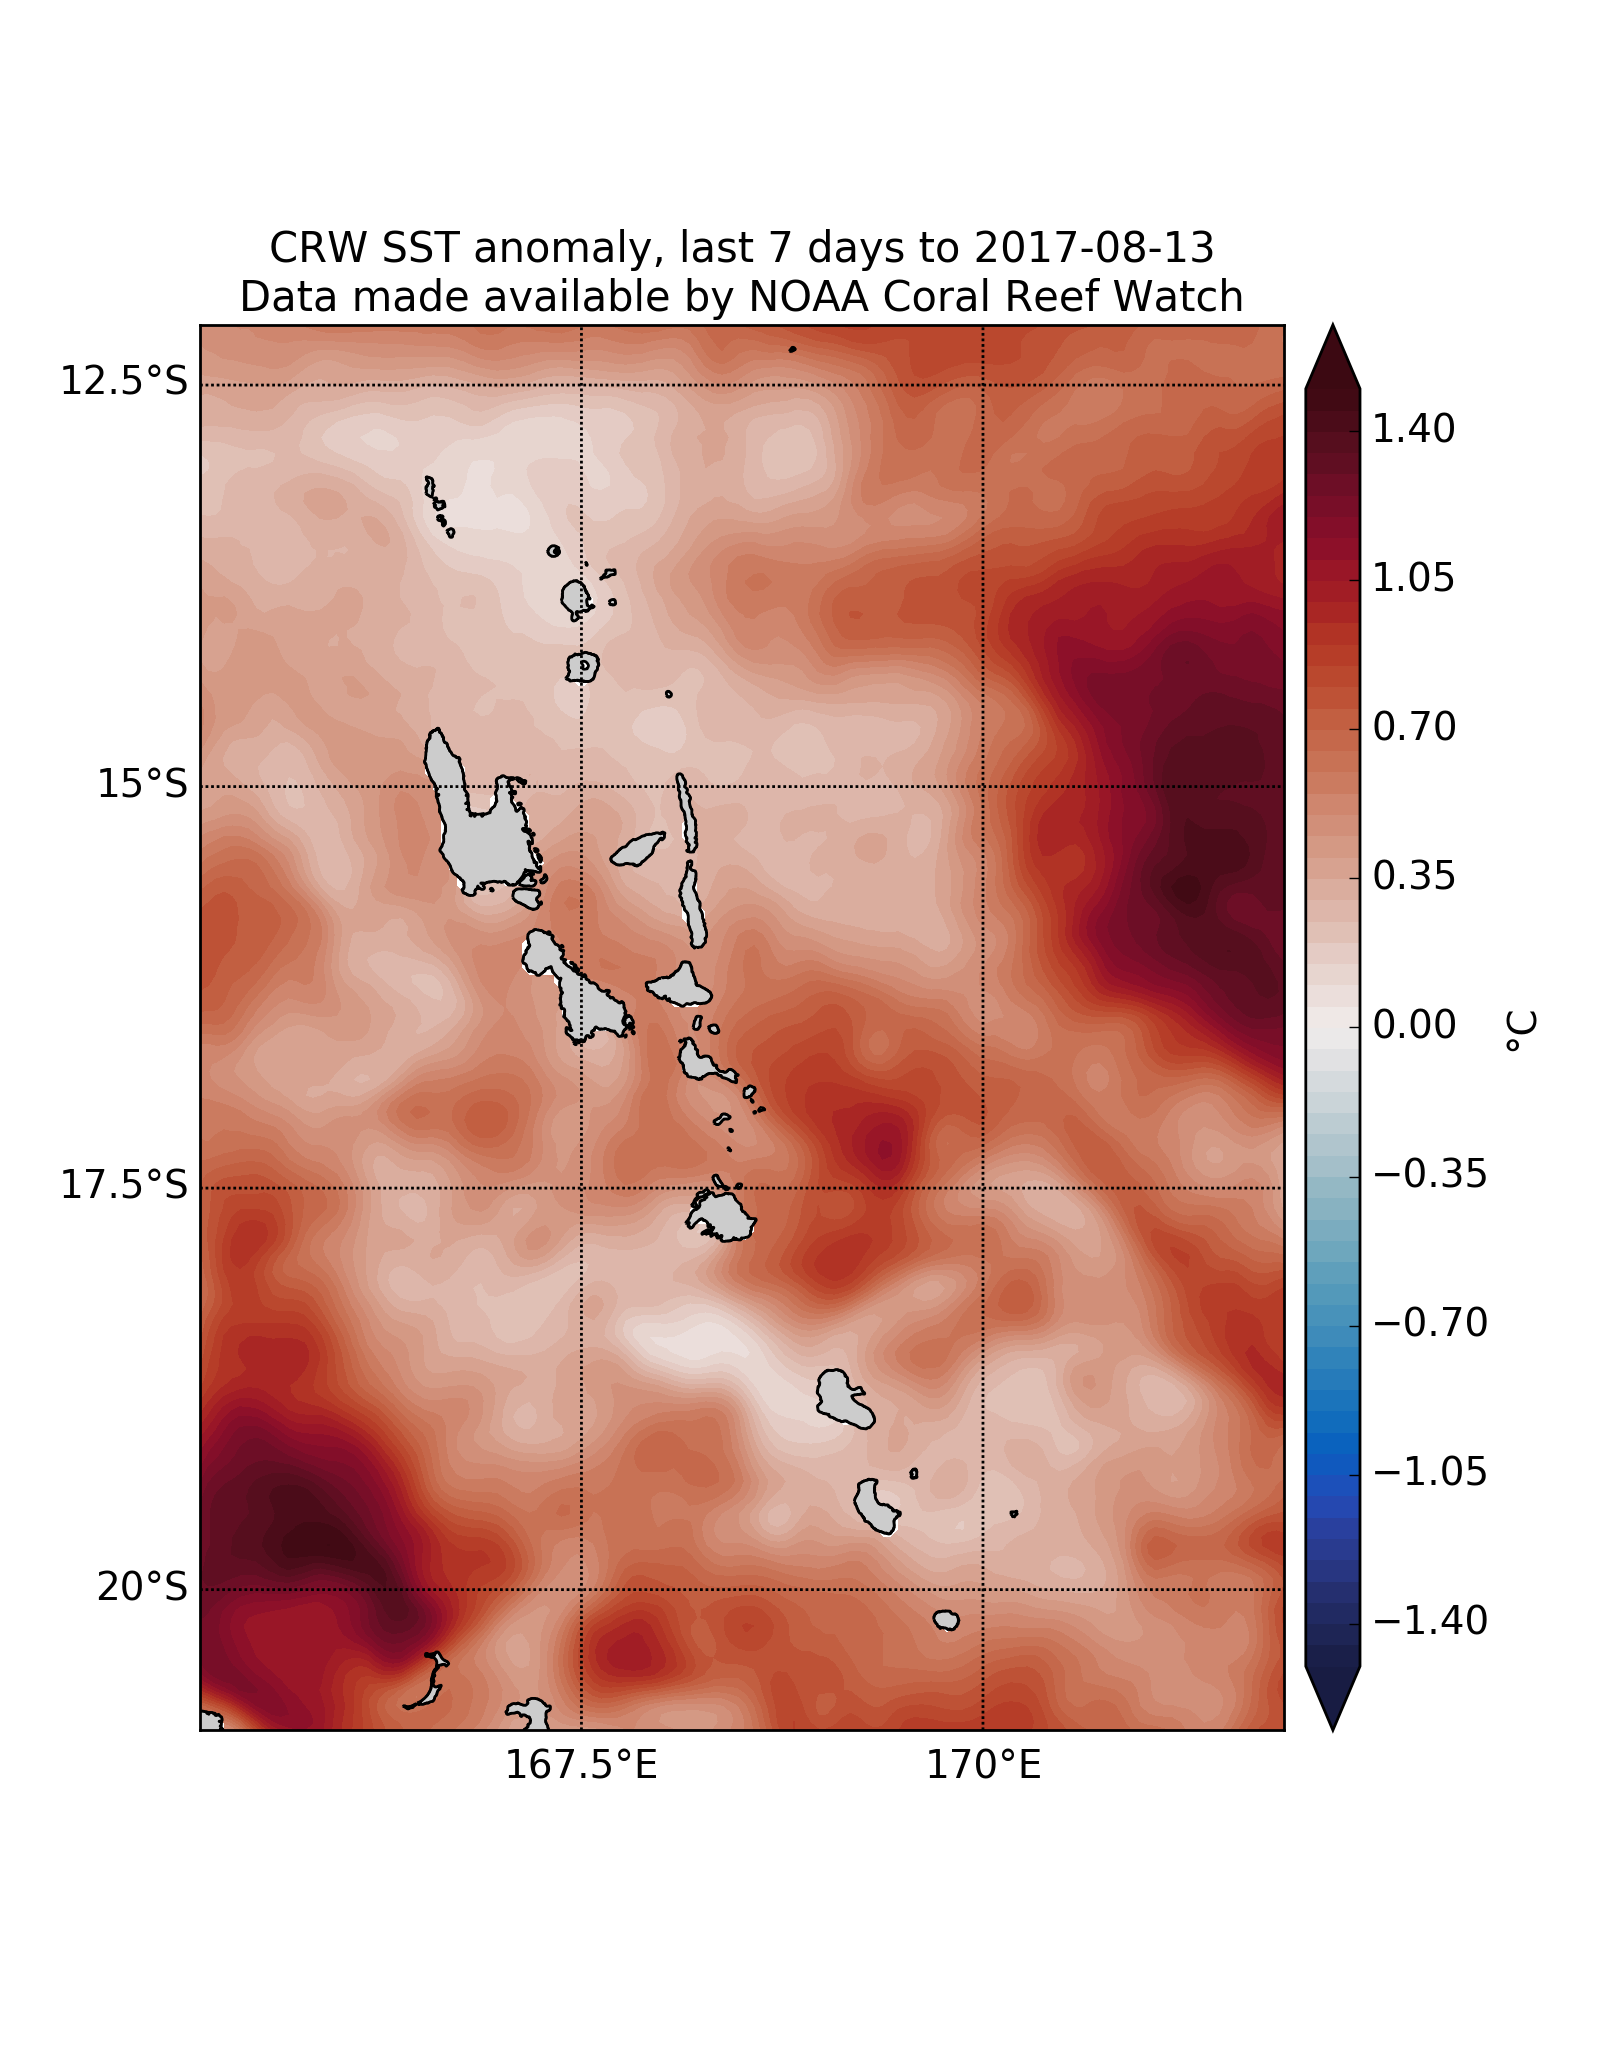 CRW SST anomaly, last 7 days to 2017-08-13
Data made available by NOAA Coral Reef Watch
12.5°S
15°S
17.5°S
20°S
167.5°E
170°E
1.40
1.05
0.70
0.35
0.00
−0.35
−0.70
−1.05
−1.40
°C